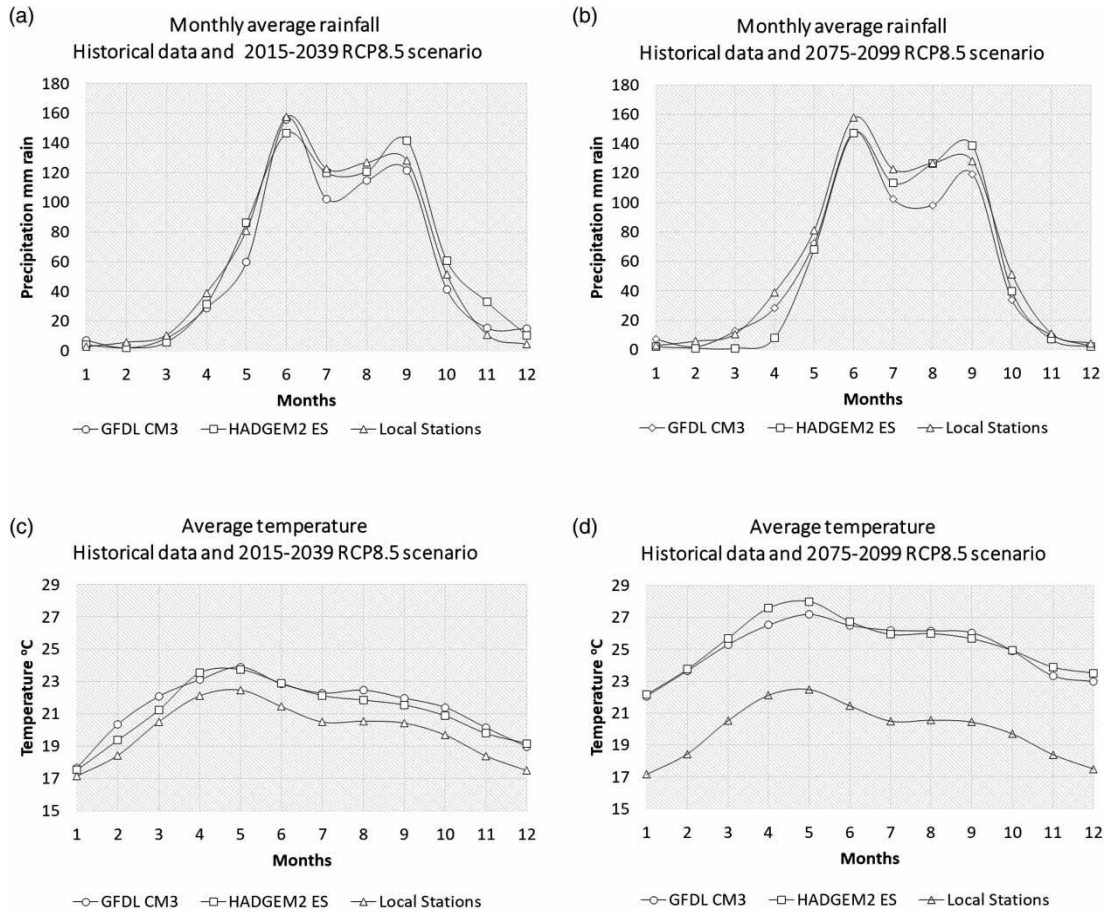 (a)
Monthly average rainfall
Historical data and 2015-2039 RCP8.5 scenario
Precipitation mm rain
180
160
140
120
100
80
60
40
20
0
1 2 3 4 5 6 7 8 9 10 11 12
Months
GFDL CM3 HADGEM2 ES Local Stations
(b)
Monthly average rainfall
Historical data and 2075-2099 RCP8.5 scenario
Precipitation mm rain
180
160
140
120
100
80
60
40
20
0
1 2 3 4 5 6 7 8 9 10 11 12
Months
GFDL CM3 HADGEM2 ES Local Stations
(c)
Average temperature
Historical data and 2015-2039 RCP8.5 scenario
Temperature °C
29
27
25
23
21
19
17
15
1 2 3 4 5 6 7 8 9 10 11 12
Months
GFDL CM3 HADGEM2 ES Local Stations
(d)
Average temperature
Historical data and 2075-2099 RCP8.5 scenario
Temperature °C
29
27
25
23
21
19
17
15
1 2 3 4 5 6 7 8 9 10 11 12
Months
GFDL CM3 HADGEM2 ES Local Stations